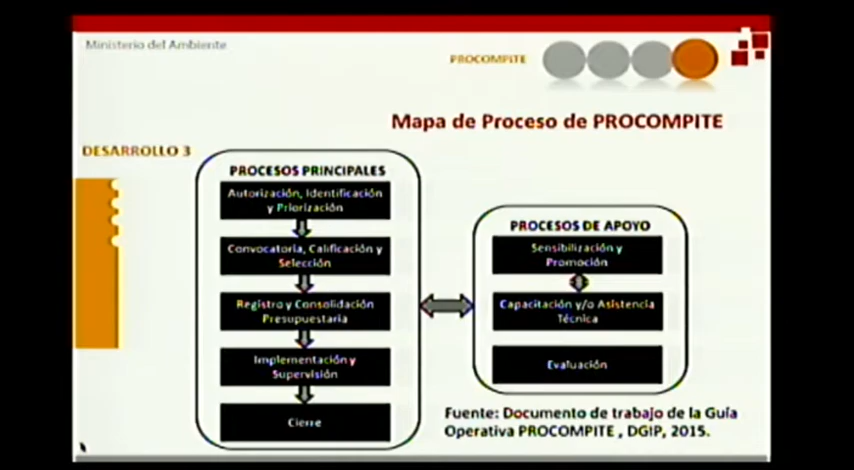 Ministerio del Ambiente
PROCOMPITE
Mapa de Proceso de PROCOMPITE
DESARROLLO 3
PROCESOS PRINCIPALES
Autorización, Identificación
y Priorización
Convocatoria, Calificación y
Selección
Registro y Consolidación
Presupuestaria
Implementación y
Supervisión
Cierre
PROCESOS DE APOYO
Sensibilización y
Promoción
Capacitación y/o Asistencia
Técnica
Evaluación
Fuente: Documento de trabajo de la Guía
Operativa PROCOMPITE , DGIP, 2015.